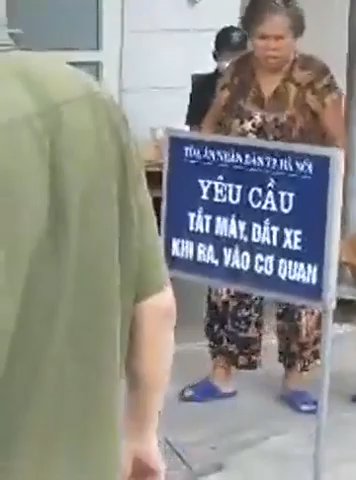 TÒA ÁN NHÂN DÂN TP. HÀ NỘI
YÊU CẦU
TẮT MÁY, DẮT XE
KHI RA, VÀO CƠ QUAN